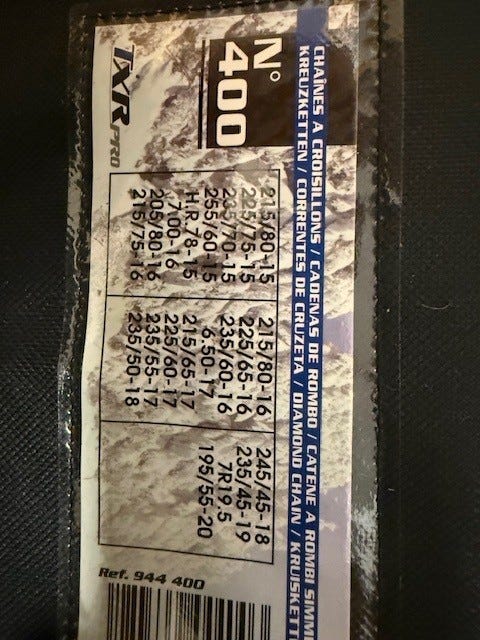 CHAÎNES A CROISILLONS / CADENAS DE ROMBO / CATENE A ROMBI SIMM
KREUZKETTEN / CORRENTES DE CRUZETA / DIAMOND CHAIN / KRUISKETT
N°
400
TXR PRO
215/80-15
225/75-15
235/70-15
255/60-15
H.R.78-15
7.00-16
205/80-16
215/75-16
215/80-16
225/65-16
235/60-16
6.50-17
215/65-17
225/60-17
235/55-17
235/50-18
245/45-18
235/45-19
7R19.5
195/55-20
Ref. 944 400